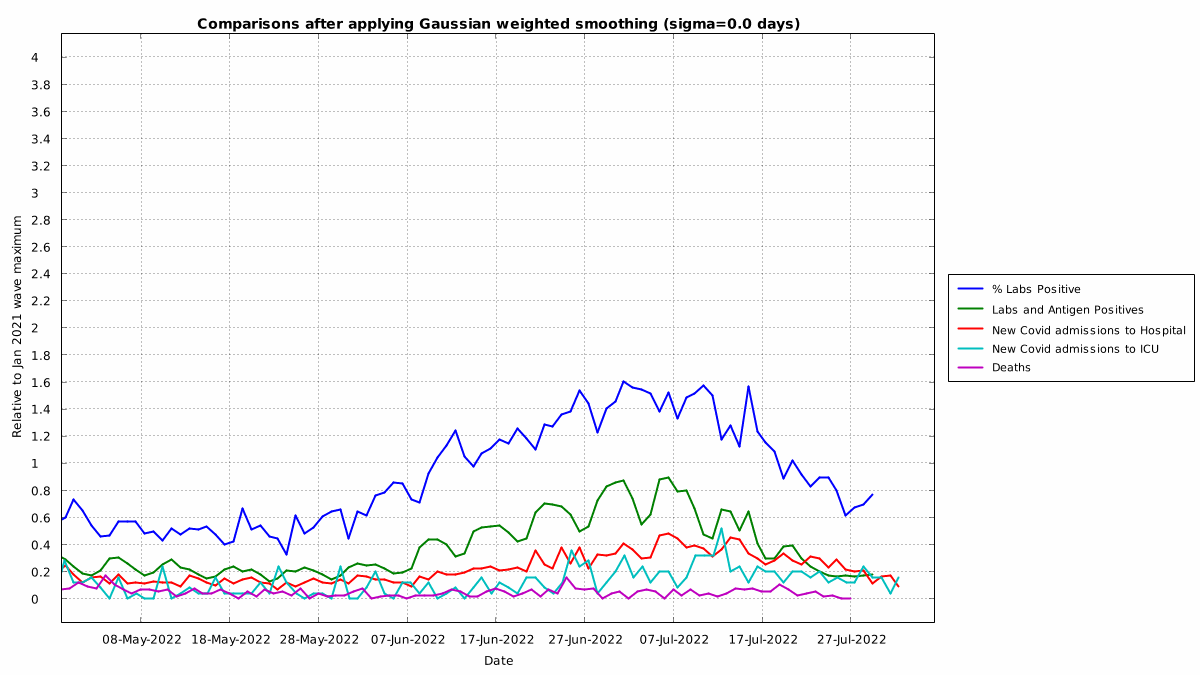 Comparisons after applying Gaussian weighted smoothing (sigma=0.0 days)
4
3.8
3.6
3.4
3.2
3
2.8
2.6
2.4
2.2
2
1.8
1.6
1.4
1.2
1
0.8
0.6
0.4
0.2
0
Relative to Jan 2021 wave maximum
08-May-2022 18-May-2022 28-May-2022 07-Jun-2022 17-Jun-2022 27-Jun-2022 07-Jul-2022 17-Jul-2022 27-Jul-2022
Date
% Labs Positive
Labs and Antigen Positives
New Covid admissions to Hospital
New Covid admissions to ICU
Deaths